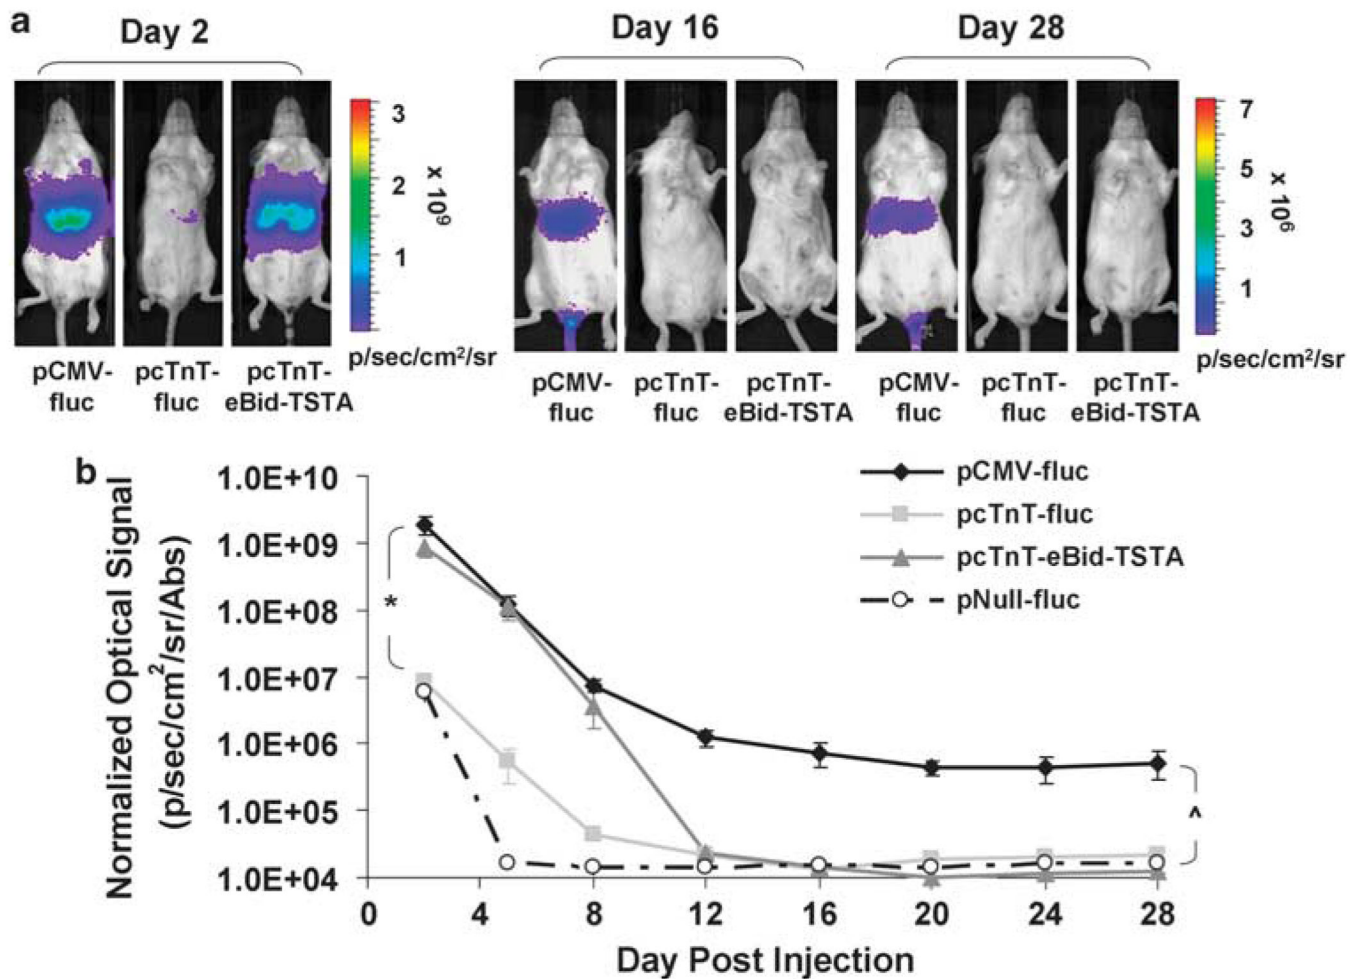 a
Day 2
Day 16
Day 28
3
2
1
x 10⁹
p/sec/cm²/sr
7
5
3
1
x 10⁶
p/sec/cm²/sr
pCMV-
fluc
pcTnT-
fluc
pcTnT-
eBid-TSTA
pCMV-
fluc
pcTnT-
fluc
pcTnT-
eBid-TSTA
pCMV-
fluc
pcTnT-
fluc
pcTnT-
eBid-TSTA
b
Normalized Optical Signal
(p/sec/cm²/sr/Abs)
1.0E+10
1.0E+09
1.0E+08
1.0E+07
1.0E+06
1.0E+05
1.0E+04
*
^
pCMV-fluc
pcTnT-fluc
pcTnT-eBid-TSTA
pNull-fluc
0 4 8 12 16 20 24 28
Day Post Injection